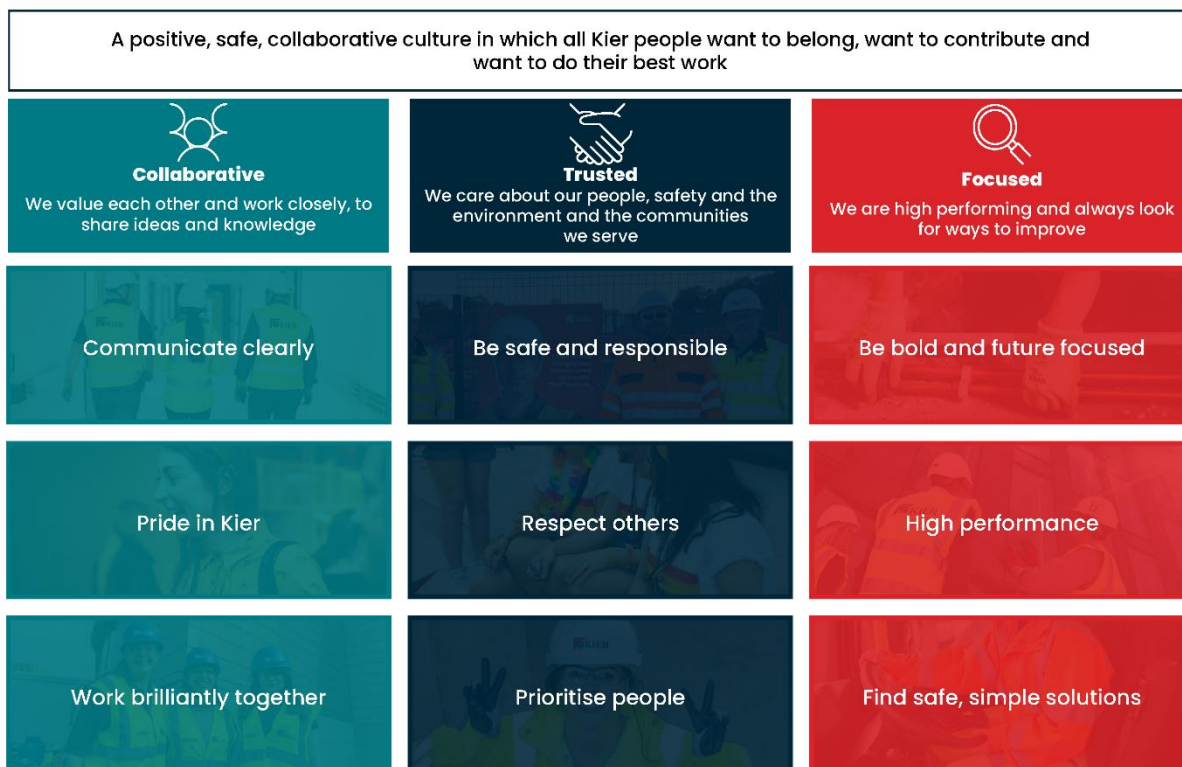 A positive, safe, collaborative culture in which all Kier people want to belong, want to contribute and
want to do their best work
Collaborative
We value each other and work closely, to
share ideas and knowledge
Trusted
We care about our people, safety and the
environment and the communities
we serve
Focused
We are high performing and always look
for ways to improve
Communicate clearly
Be safe and responsible
Be bold and future focused
Pride in Kier
Respect others
High performance
KIER
Work brilliantly together
Prioritise people
Find safe, simple solutions